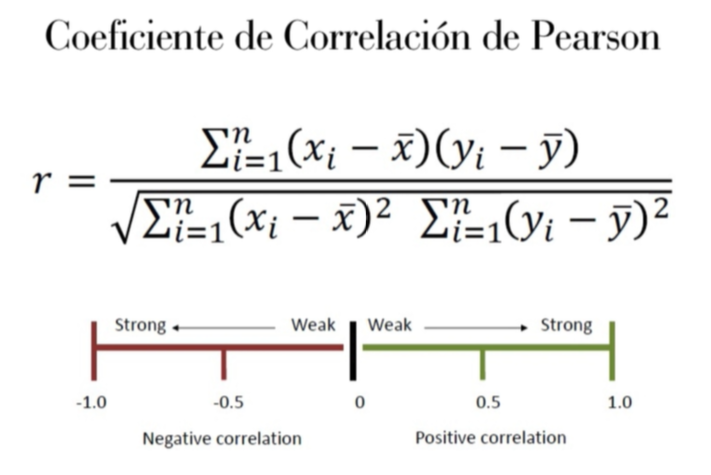 Coeficiente de Correlación de Pearson
r = \frac{\sum_{i=1}^{n}(x_i - \bar{x})(y_i - \bar{y})}{\sqrt{\sum_{i=1}^{n}(x_i - \bar{x})^2 \sum_{i=1}^{n}(y_i - \bar{y})^2}}
Strong Weak Weak Strong
-1.0 -0.5 0 0.5 1.0
Negative correlation Positive correlation